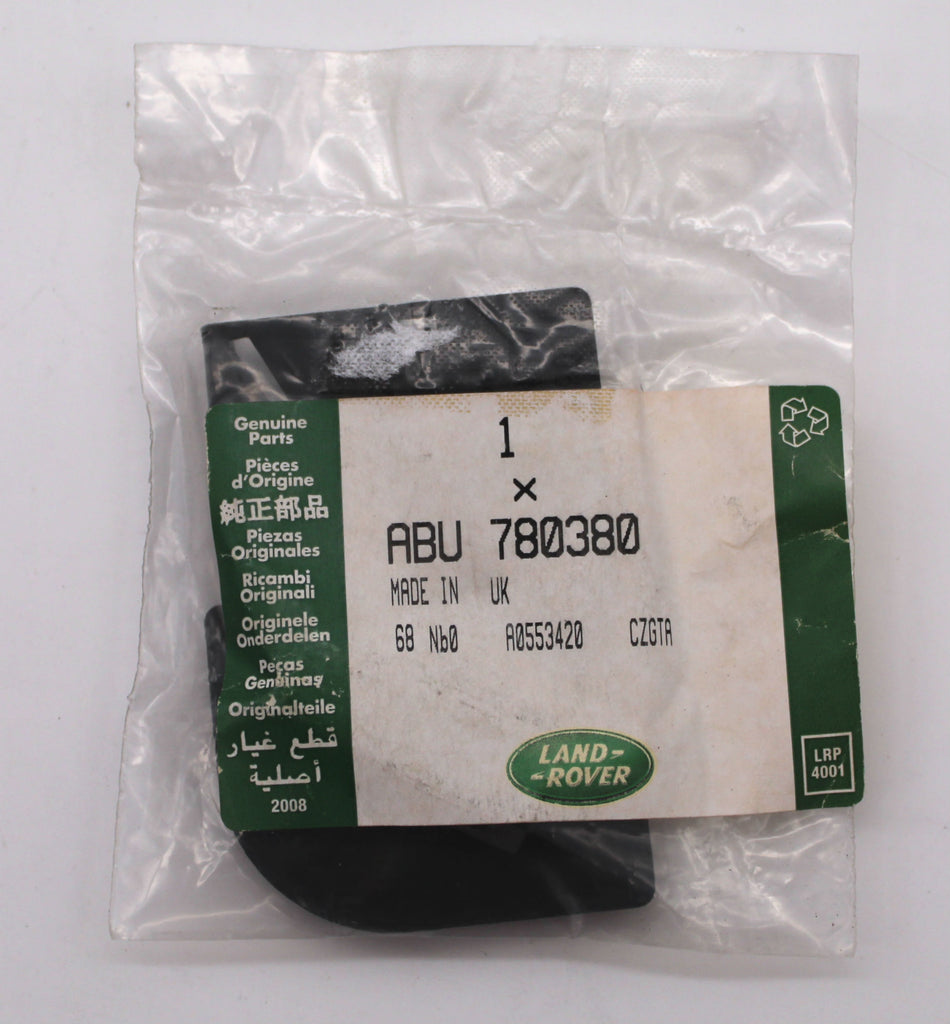 Genuine
Parts
Pièces
d'Origine
純正部品
Piezas
Originales
Ricambi
Originali
Originele
Onderdelen
Peças
Genuinas
Originalteile
قطع غيار
أصلية
2008
1
×
ABU 780380
MADE IN UK
68 Nb0 A0553420 CZGTA
LAND-
-ROVER
LRP
4001